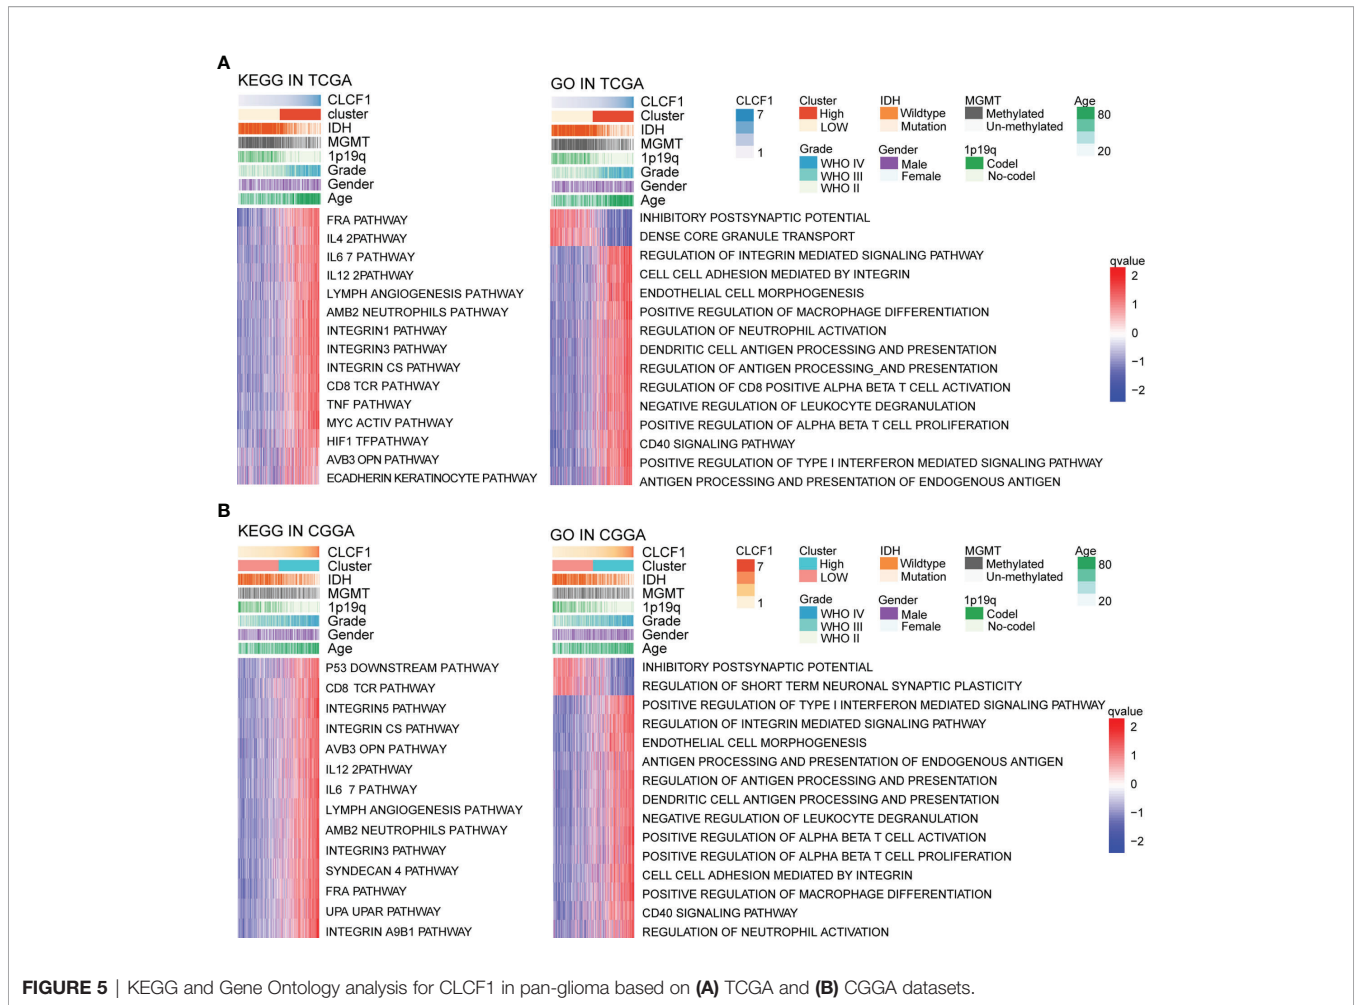 A
KEGG IN TCGA
CLCF1
cluster
IDH
MGMT
1p19q
Grade
Gender
Age
FRA PATHWAY
IL4 2PATHWAY
IL6 7 PATHWAY
IL12 2PATHWAY
LYMPH ANGIOGENESIS PATHWAY
AMB2 NEUTROPHILS PATHWAY
INTEGRIN1 PATHWAY
INTEGRIN3 PATHWAY
INTEGRIN CS PATHWAY
CD8 TCR PATHWAY
TNF PATHWAY
MYC ACTIV PATHWAY
HIF1 TFPATHWAY
AVB3 OPN PATHWAY
ECADHERIN KERATINOCYTE PATHWAY
GO IN TCGA
CLCF1
Cluster
IDH
MGMT
1p19q
Grade
Gender
Age
INHIBITORY POSTSYNAPTIC POTENTIAL
DENSE CORE GRANULE TRANSPORT
REGULATION OF INTEGRIN MEDIATED SIGNALING PATHWAY
CELL CELL ADHESION MEDIATED BY INTEGRIN
ENDOTHELIAL CELL MORPHOGENESIS
POSITIVE REGULATION OF MACROPHAGE DIFFERENTIATION
REGULATION OF NEUTROPHIL ACTIVATION
DENDRITIC CELL ANTIGEN PROCESSING AND PRESENTATION
REGULATION OF ANTIGEN PROCESSING_AND PRESENTATION
REGULATION OF CD8 POSITIVE ALPHA BETA T CELL ACTIVATION
NEGATIVE REGULATION OF LEUKOCYTE DEGRANULATION
POSITIVE REGULATION OF ALPHA BETA T CELL PROLIFERATION
CD40 SIGNALING PATHWAY
POSITIVE REGULATION OF TYPE I INTERFERON MEDIATED SIGNALING PATHWAY
ANTIGEN PROCESSING AND PRESENTATION OF ENDOGENOUS ANTIGEN
CLCF1
7
1
Cluster
High
LOW
IDH
Wildtype
Mutation
MGMT
Methylated
Un-methylated
Age
80
20
Grade
WHO IV
WHO III
WHO II
Gender
Male
Female
1p19q
Codel
No-codel
qvalue
2
1
0
−1
−2
B
KEGG IN CGGA
CLCF1
Cluster
IDH
MGMT
1p19q
Grade
Gender
Age
P53 DOWNSTREAM PATHWAY
CD8 TCR PATHWAY
INTEGRIN5 PATHWAY
INTEGRIN CS PATHWAY
AVB3 OPN PATHWAY
IL12 2PATHWAY
IL6 7 PATHWAY
LYMPH ANGIOGENESIS PATHWAY
AMB2 NEUTROPHILS PATHWAY
INTEGRIN3 PATHWAY
SYNDECAN 4 PATHWAY
FRA PATHWAY
UPA UPAR PATHWAY
INTEGRIN A9B1 PATHWAY
GO IN CGGA
CLCF1
Cluster
IDH
MGMT
1p19q
Grade
Gender
Age
INHIBITORY POSTSYNAPTIC POTENTIAL
REGULATION OF SHORT TERM NEURONAL SYNAPTIC PLASTICITY
POSITIVE REGULATION OF TYPE I INTERFERON MEDIATED SIGNALING PATHWAY
REGULATION OF INTEGRIN MEDIATED SIGNALING PATHWAY
ENDOTHELIAL CELL MORPHOGENESIS
ANTIGEN PROCESSING AND PRESENTATION OF ENDOGENOUS ANTIGEN
REGULATION OF ANTIGEN PROCESSING AND PRESENTATION
DENDRITIC CELL ANTIGEN PROCESSING AND PRESENTATION
NEGATIVE REGULATION OF LEUKOCYTE DEGRANULATION
POSITIVE REGULATION OF ALPHA BETA T CELL ACTIVATION
POSITIVE REGULATION OF ALPHA BETA T CELL PROLIFERATION
CELL CELL ADHESION MEDIATED BY INTEGRIN
POSITIVE REGULATION OF MACROPHAGE DIFFERENTIATION
CD40 SIGNALING PATHWAY
REGULATION OF NEUTROPHIL ACTIVATION
CLCF1
7
1
Cluster
High
LOW
IDH
Wildtype
Mutation
MGMT
Methylated
Un-methylated
Age
80
20
Grade
WHO IV
WHO III
WHO II
Gender
Male
Female
1p19q
Codel
No-codel
qvalue
2
1
0
−1
−2
FIGURE 5 | KEGG and Gene Ontology analysis for CLCF1 in pan-glioma based on (A) TCGA and (B) CGGA datasets.